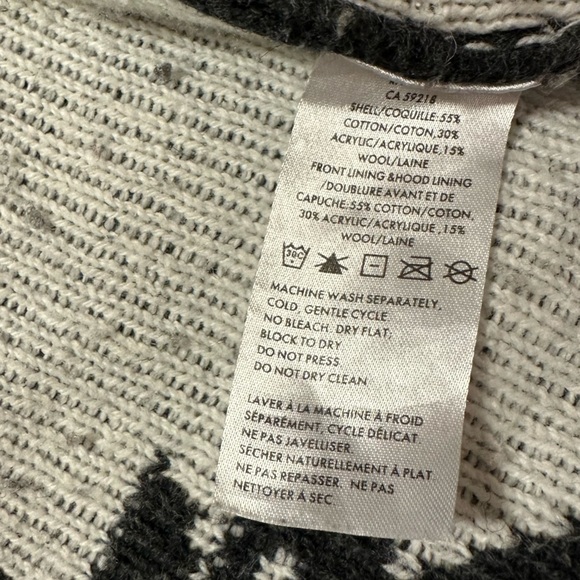 CA 59218
SHELL/COQUILLE:55%
COTTON/COTON,30%
ACRYLIC/ACRYLIQUE,15%
WOOL/LAINE
FRONT LINING &HOOD LINING
/DOUBLURE AVANT ET DE
CAPUCHE:55% COTTON/COTON,
30% ACRYLIC/ACRYLIQUE,15%
WOOL/LAINE
30C
MACHINE WASH SEPARATELY,
COLD, GENTLE CYCLE.
NO BLEACH. DRY FLAT;
BLOCK TO DRY
DO NOT PRESS
DO NOT DRY CLEAN
LAVER À LA MACHINE À FROID
SÉPARÉMENT, CYCLE DÉLICAT
NE PAS JAVELLISER.
SÉCHER NATURELLEMENT À PLAT
NE PAS REPASSER. NE PAS
NETTOYER À SEC